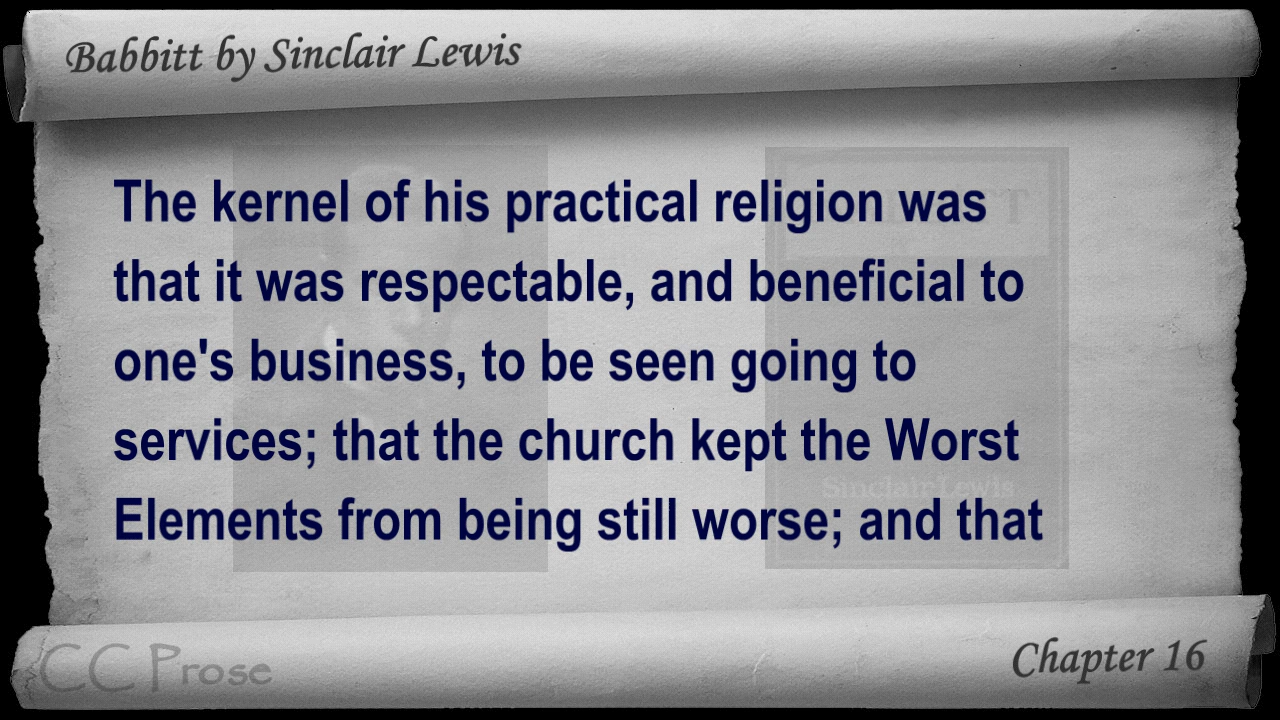 Babbitt by Sinclair Lewis
The kernel of his practical religion was
that it was respectable, and beneficial to
one's business, to be seen going to
services; that the church kept the Worst
Elements from being still worse; and that
Sinclair Lewis
CC Prose
Chapter 16